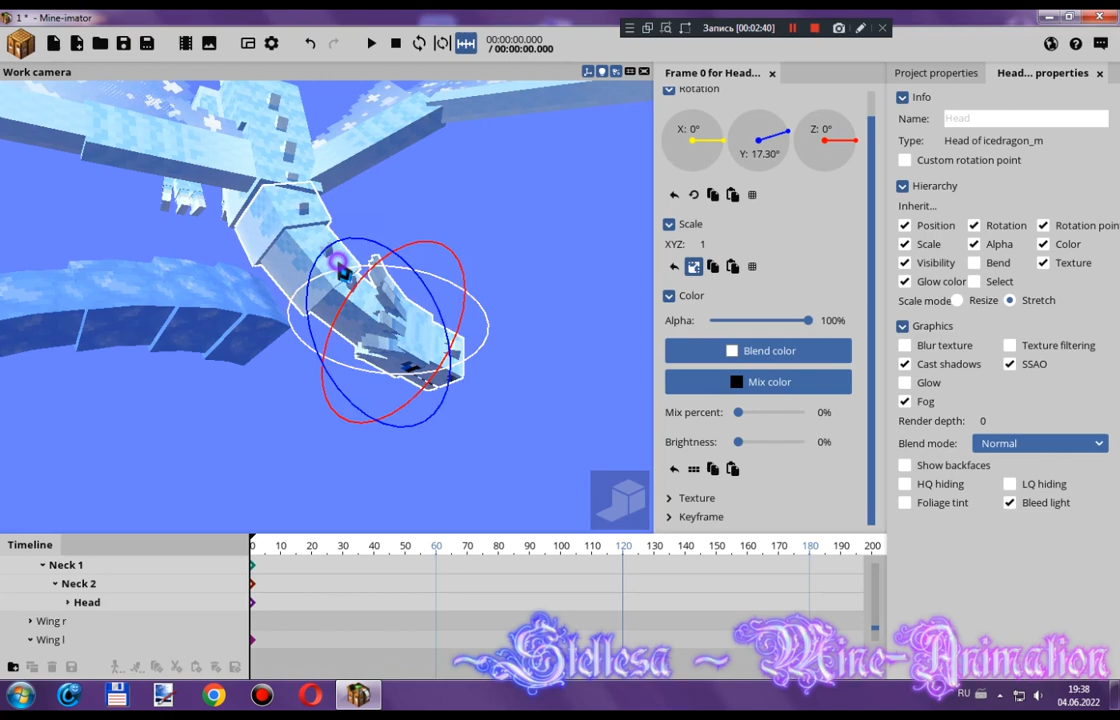 1 * - Mine-imator
Запись [00:02:40]
00:00:00.000
/ 00:00:00.000
Work camera
Frame 0 for Head...
Project properties
Head... properties
Rotation
X: 0°
Y: 17.30°
Z: 0°
Scale
XYZ: 1
Color
Alpha:
100%
Blend color
Mix color
Mix percent:
0%
Brightness:
0%
Texture
Keyframe
Info
Name:
Head
Type:
Head of icedragon_m
Custom rotation point
Hierarchy
Inherit...
Position
Rotation
Rotation poin
Scale
Alpha
Color
Visibility
Bend
Texture
Glow color
Select
Scale mode
Resize
Stretch
Graphics
Blur texture
Texture filtering
Cast shadows
SSAO
Glow
Fog
Render depth:
0
Blend mode:
Normal
Show backfaces
HQ hiding
LQ hiding
Foliage tint
Bleed light
Timeline
0 10 20 30 40 50 60 70 80 90 100 110 120 130 140 150 160 170 180 190 200
Neck 1
Neck 2
Head
Wing r
Wing l
~Stellesa ~ Mine-Animation
RU
19:38
04.06.2022